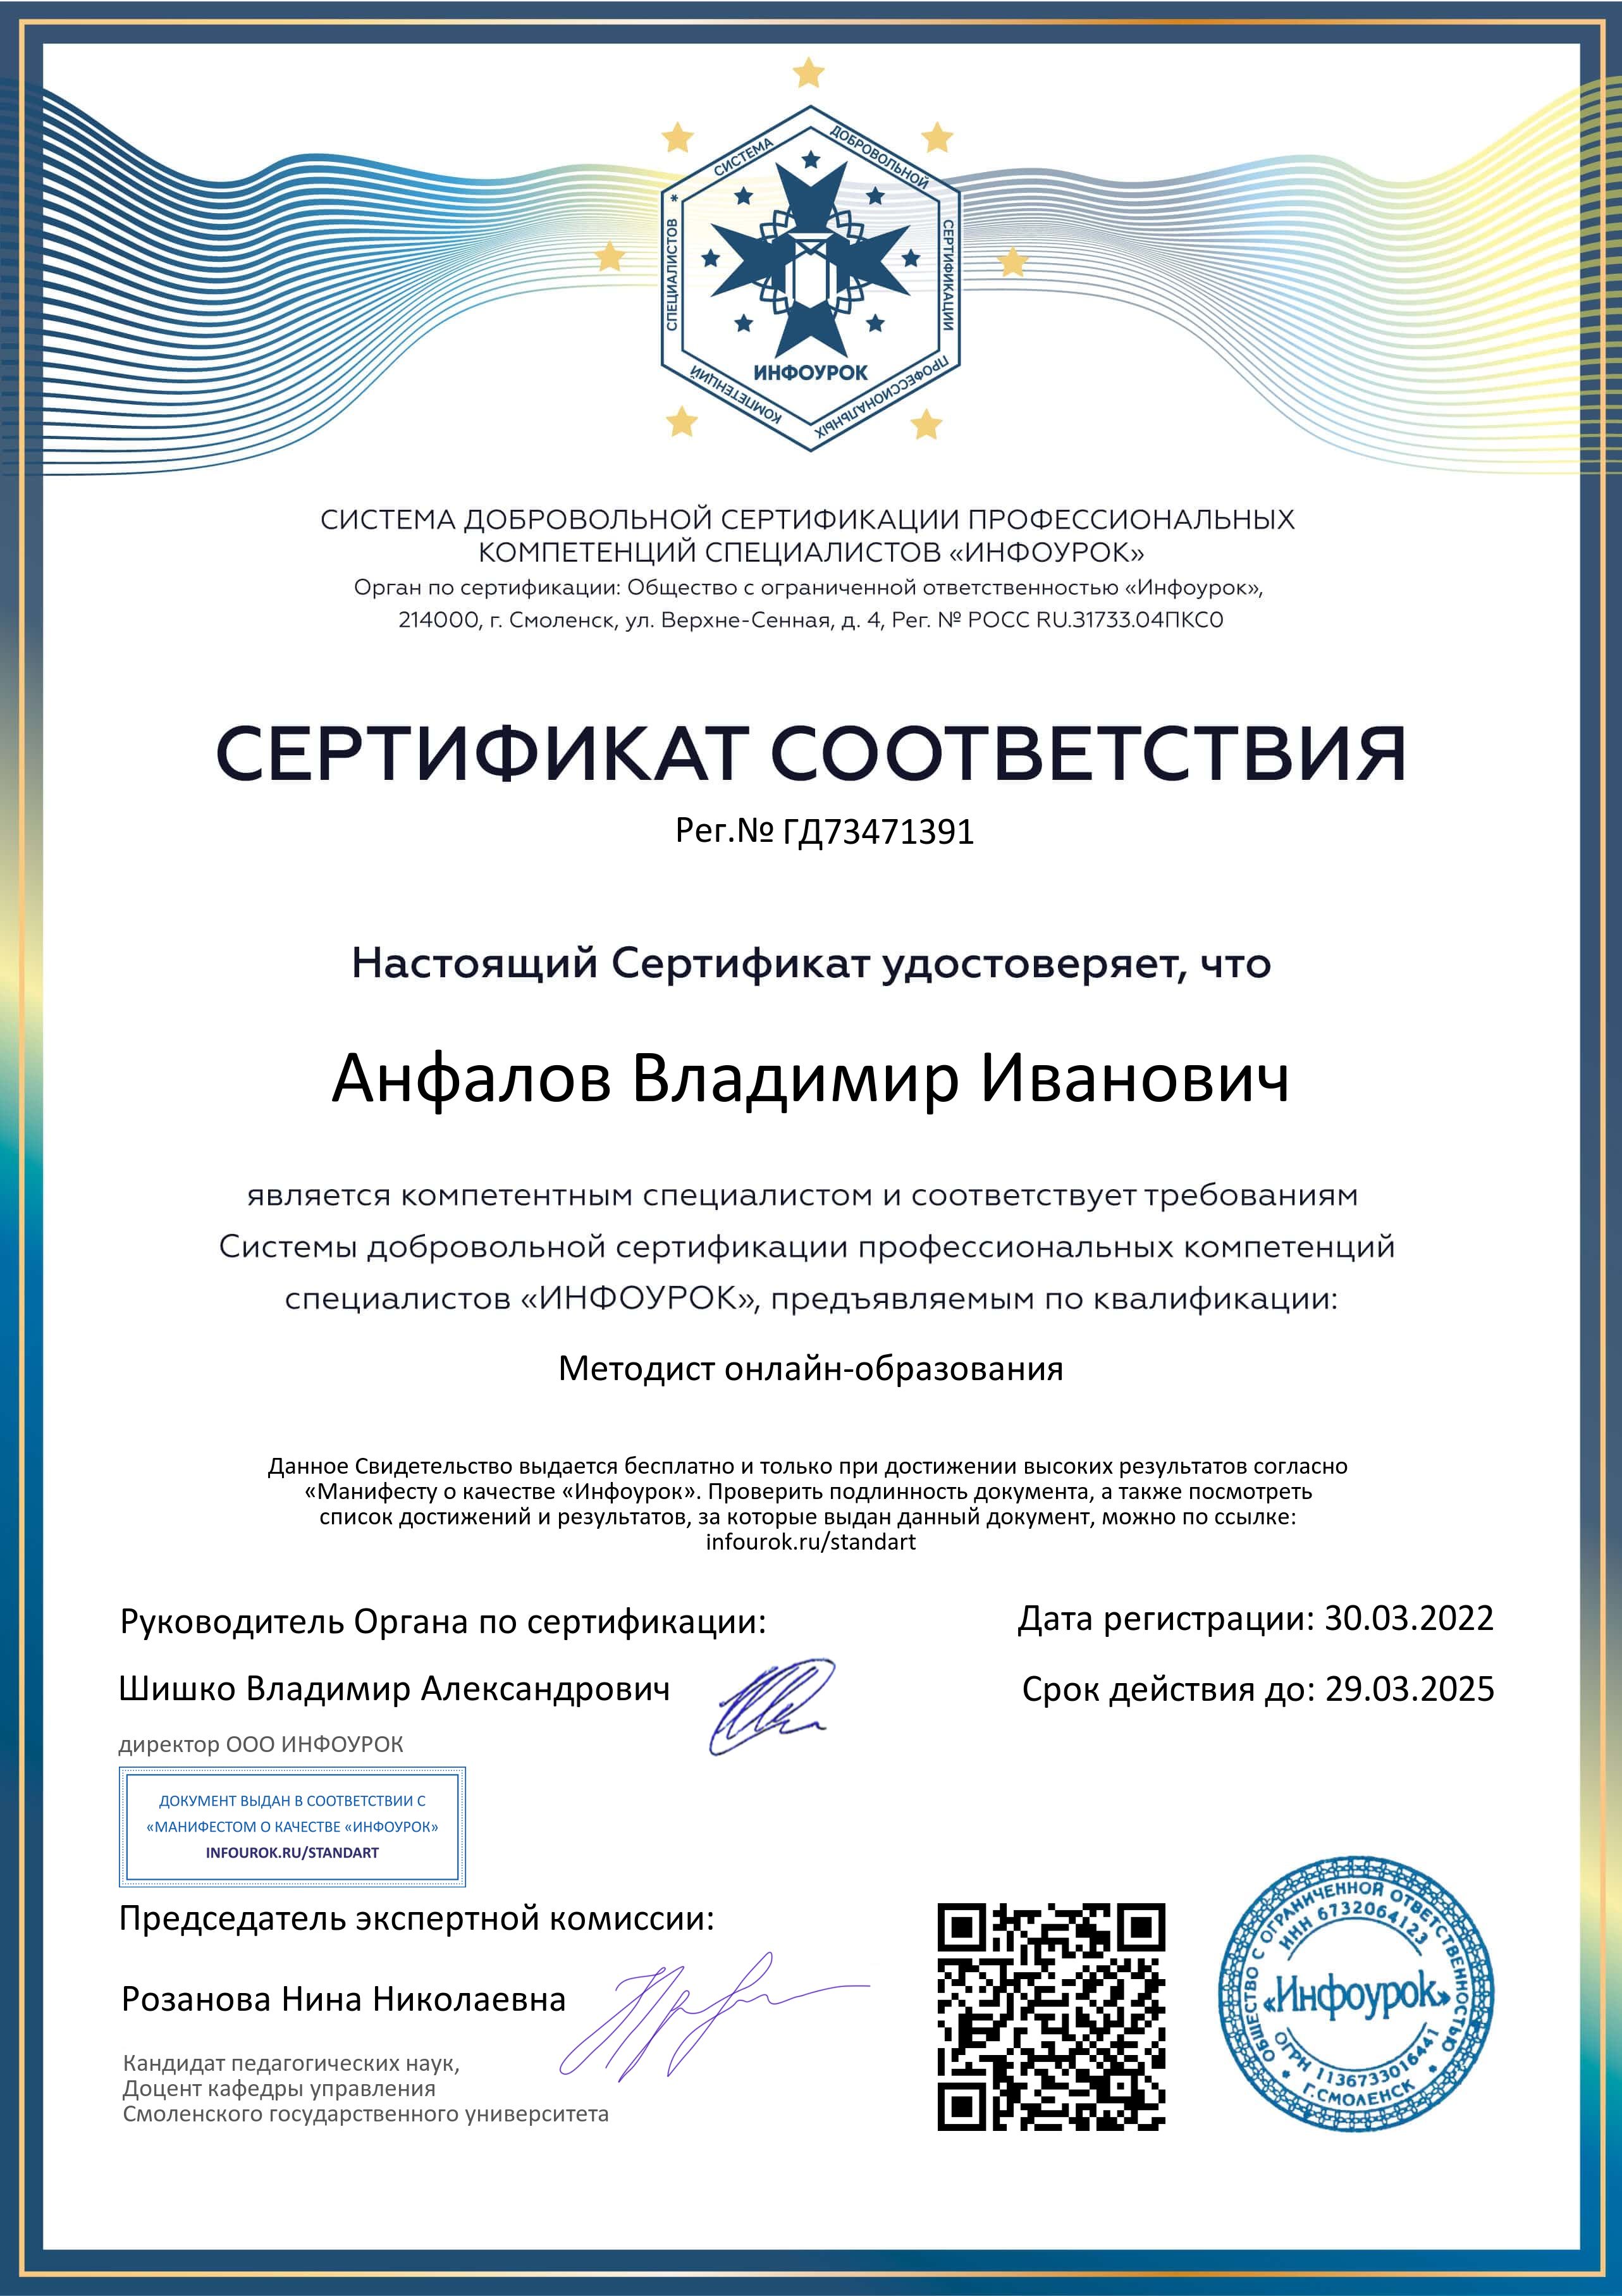 СИСТЕМА
ДОБРОВОЛЬНОЙ
СЕРТИФИКАЦИИ
ПРОФЕССИОНАЛЬНЫХ
КОМПЕТЕНЦИЙ
СПЕЦИАЛИСТОВ *
ИНФОУРОК
СИСТЕМА ДОБРОВОЛЬНОЙ СЕРТИФИКАЦИИ ПРОФЕССИОНАЛЬНЫХ
КОМПЕТЕНЦИЙ СПЕЦИАЛИСТОВ «ИНФОУРОК»
Орган по сертификации: Общество с ограниченной ответственностью «Инфоурок»,
214000, г. Смоленск, ул. Верхне-Сенная, д. 4, Рег. № РОСС RU.31733.04ПКС0
СЕРТИФИКАТ СООТВЕТСТВИЯ
Рег.№ ГД73471391
Настоящий Сертификат удостоверяет, что
Анфалов Владимир Иванович
является компетентным специалистом и соответствует требованиям
Системы добровольной сертификации профессиональных компетенций
специалистов «ИНФОУРОК», предъявляемым по квалификации:
Методист онлайн-образования
Данное Свидетельство выдается бесплатно и только при достижении высоких результатов согласно
«Манифесту о качестве «Инфоурок». Проверить подлинность документа, а также посмотреть
список достижений и результатов, за которые выдан данный документ, можно по ссылке:
infourok.ru/standart
Руководитель Органа по сертификации:
Шишко Владимир Александрович
директор ООО ИНФОУРОК
Дата регистрации: 30.03.2022
Срок действия до: 29.03.2025
ДОКУМЕНТ ВЫДАН В СООТВЕТСТВИИ С
«МАНИФЕСТОМ О КАЧЕСТВЕ «ИНФОУРОК»
INFOUROK.RU/STANDART
Председатель экспертной комиссии:
Розанова Нина Николаевна
Кандидат педагогических наук,
Доцент кафедры управления
Смоленского государственного университета
ОБЩЕСТВО С ОГРАНИЧЕННОЙ ОТВЕТСТВЕННОСТЬЮ
ИНН 6732064123
«Инфоурок»
ОГРН 1136733016441
* Г.СМОЛЕНСК *